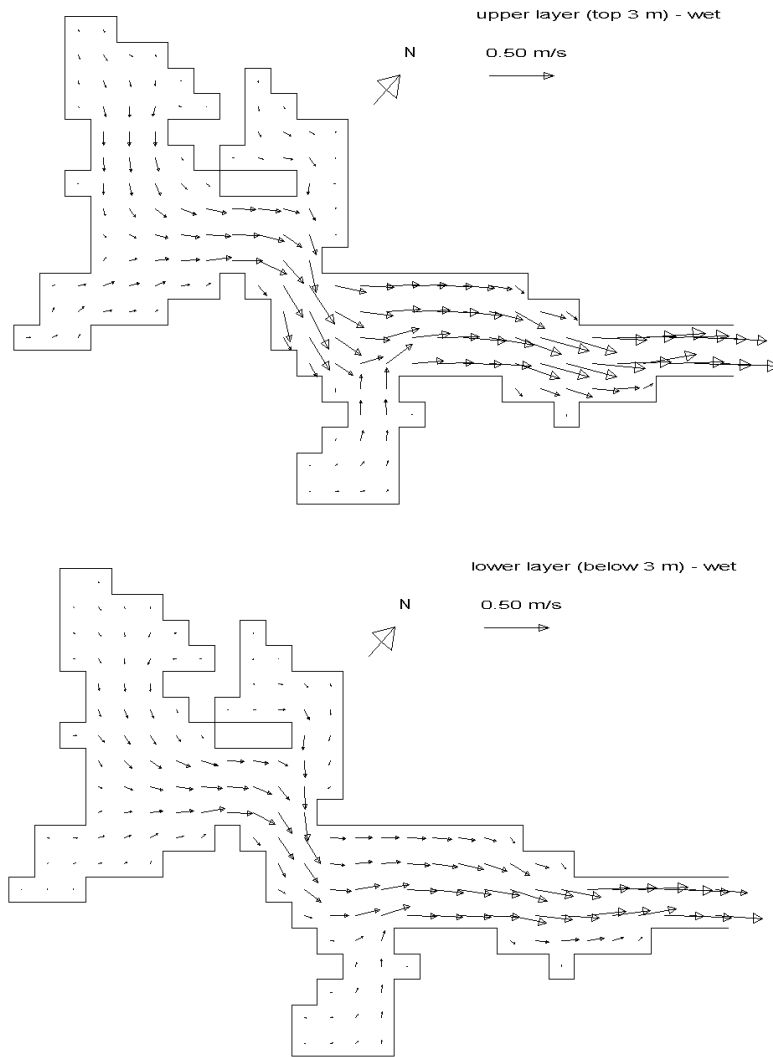 upper layer (top 3 m) - wet
N
0.50 m/s
lower layer (below 3 m) - wet
N
0.50 m/s